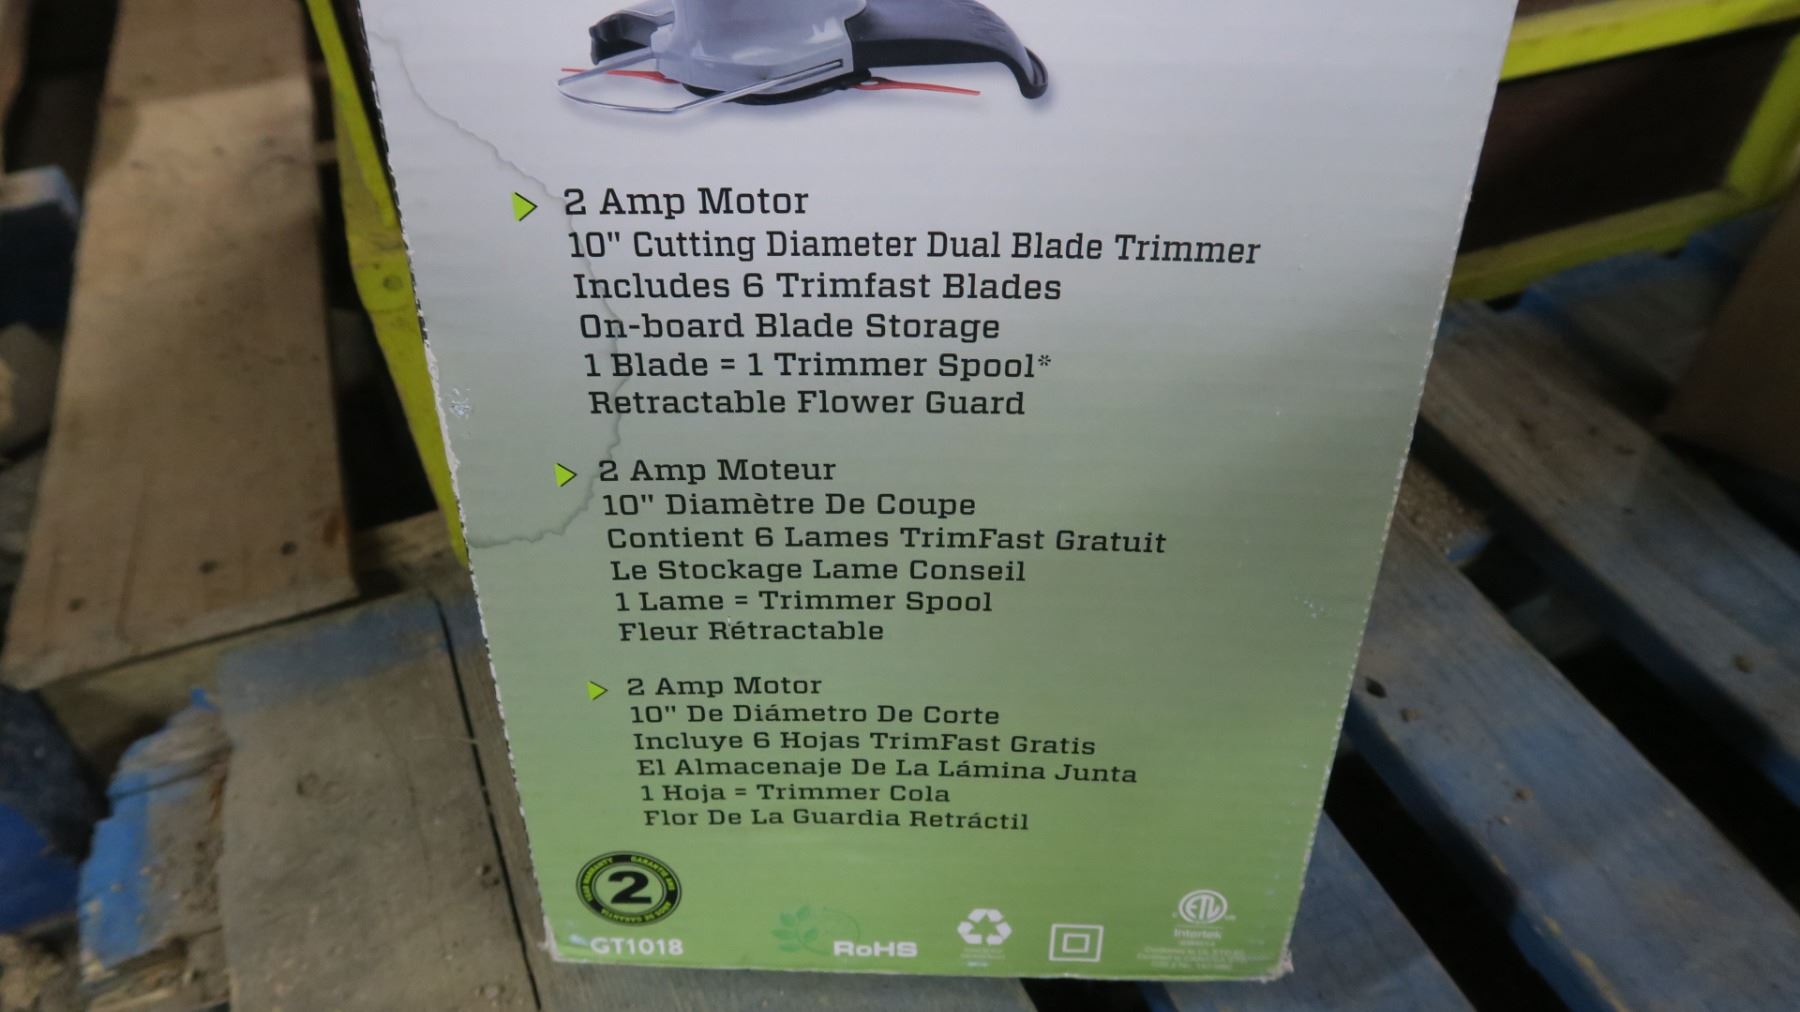 2 Amp Motor
10" Cutting Diameter Dual Blade Trimmer
Includes 6 Trimfast Blades
On-board Blade Storage
1 Blade = 1 Trimmer Spool*
Retractable Flower Guard
2 Amp Moteur
10" Diamètre De Coupe
Contient 6 Lames TrimFast Gratuit
Le Stockage Lame Conseil
1 Lame = Trimmer Spool
Fleur Rétractable
2 Amp Motor
10" De Diámetro De Corte
Incluye 6 Hojas TrimFast Gratis
El Almacenaje De La Lámina Junta
1 Hoja = Trimmer Cola
Flor De La Guardia Retráctil
2
GT1018
RoHS
ETL
Intertek